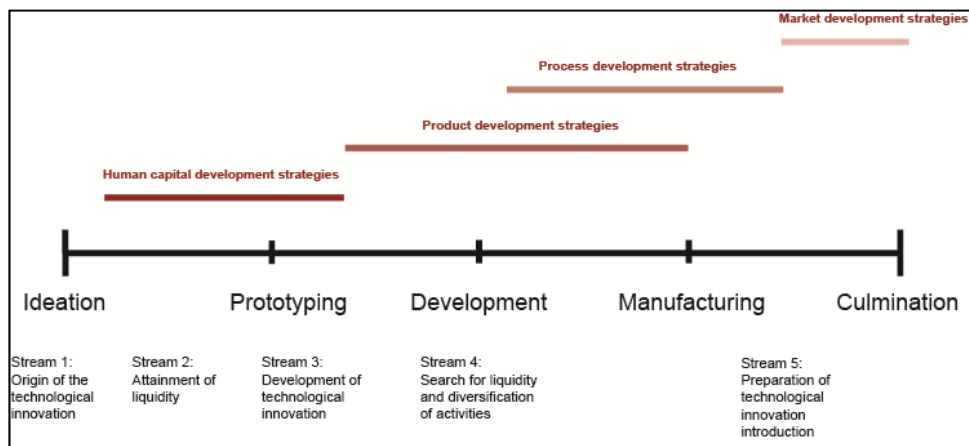 Market development strategies
Process development strategies
Product development strategies
Human capital development strategies
Ideation
Prototyping
Development
Manufacturing
Culmination
Stream 1:
Origin of the
technological
innovation
Stream 2:
Attainment of
liquidity
Stream 3:
Development of
technological
innovation
Stream 4:
Search for liquidity
and diversification
of activities
Stream 5:
Preparation of
technological
innovation
introduction